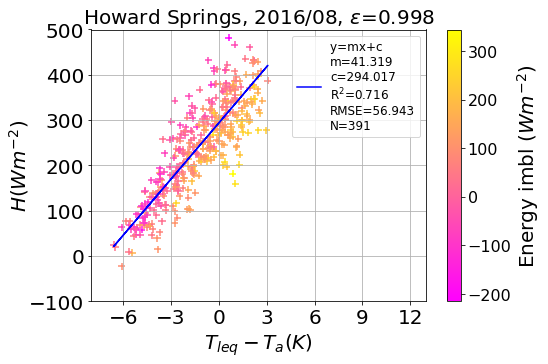 Howard Springs, 2016/08, ε=0.998
500
400
300
200
100
0
−100
H(Wm⁻²)
−6
−3
0
3
6
9
12
T_leq − T_a(K)
y=mx+c
m=41.319
c=294.017
R²=0.716
RMSE=56.943
N=391
300
200
100
0
−100
−200
Energy imbl (Wm⁻²)